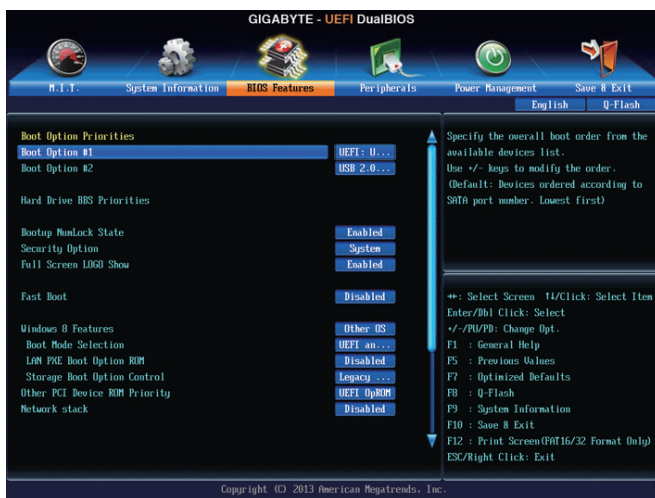 GIGABYTE - UEFI DualBIOS
M.I.T. System Information BIOS Features Peripherals Power Management Save & Exit
English Q-Flash
Boot Option Priorities
Boot Option #1 UEFI: U...
Boot Option #2 USB 2.0...
Hard Drive BBS Priorities
Bootup NumLock State Enabled
Security Option System
Full Screen LOGO Show Enabled
Fast Boot Disabled
Windows 8 Features Other OS
Boot Mode Selection UEFI an...
LAN PXE Boot Option ROM Disabled
Storage Boot Option Control Legacy ...
Other PCI Device ROM Priority UEFI OpROM
Network stack Disabled
Specify the overall boot order from the
available devices list.
Use +/- keys to modify the order.
(Default: Devices ordered according to
SATA port number. Lowest first)
→←: Select Screen ↑↓/Click: Select Item
Enter/Dbl Click: Select
+/-/PU/PD: Change Opt.
F1 : General Help
F5 : Previous Values
F7 : Optimized Defaults
F8 : Q-Flash
F9 : System Information
F10 : Save & Exit
F12 : Print Screen(FAT16/32 Format Only)
ESC/Right Click: Exit
Copyright (C) 2013 American Megatrends, Inc.